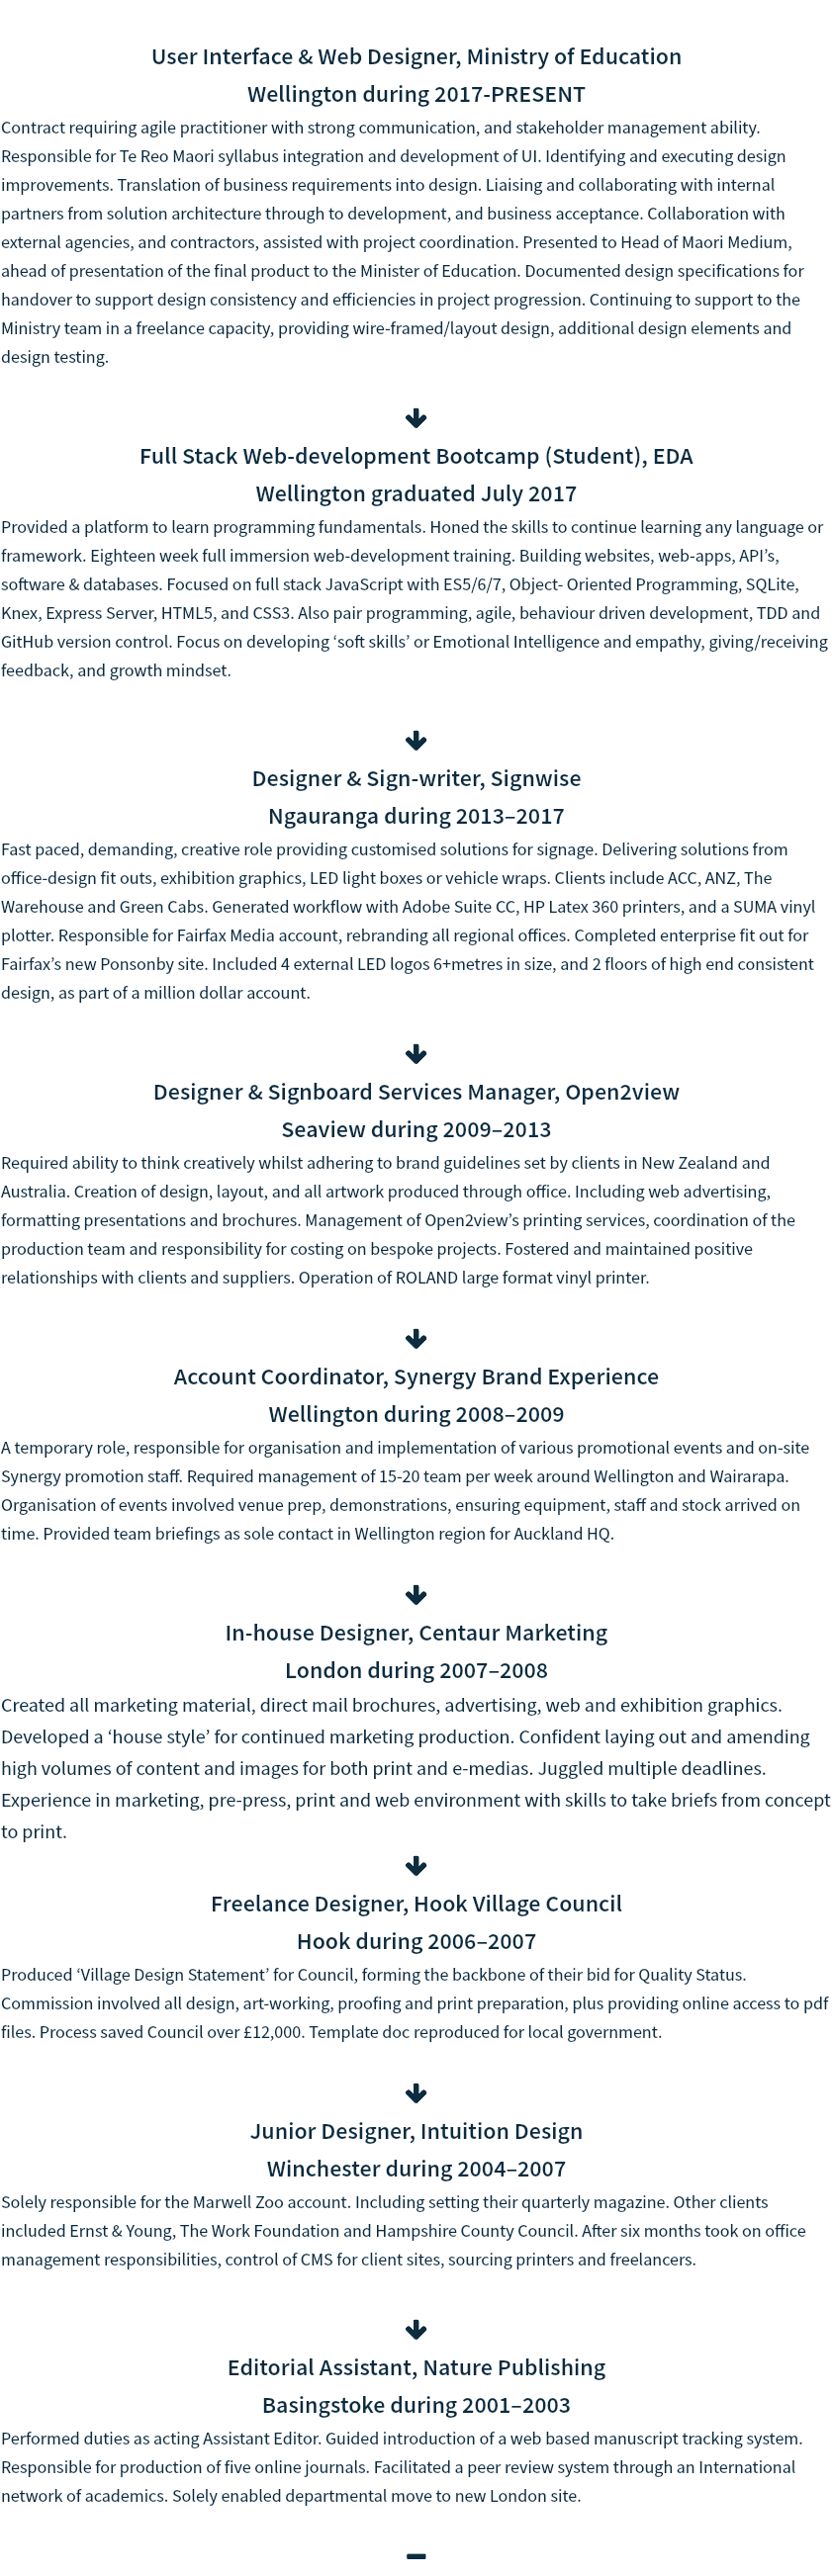 User Interface & Web Designer, Ministry of Education
Wellington during 2017-PRESENT
Contract requiring agile practitioner with strong communication, and stakeholder management ability.
Responsible for Te Reo Maori syllabus integration and development of UI. Identifying and executing design
improvements. Translation of business requirements into design. Liaising and collaborating with internal
partners from solution architecture through to development, and business acceptance. Collaboration with
external agencies, and contractors, assisted with project coordination. Presented to Head of Maori Medium,
ahead of presentation of the final product to the Minister of Education. Documented design specifications for
handover to support design consistency and efficiencies in project progression. Continuing to support to the
Ministry team in a freelance capacity, providing wire-framed/layout design, additional design elements and
design testing.
Full Stack Web-development Bootcamp (Student), EDA
Wellington graduated July 2017
Provided a platform to learn programming fundamentals. Honed the skills to continue learning any language or
framework. Eighteen week full immersion web-development training. Building websites, web-apps, API’s,
software & databases. Focused on full stack JavaScript with ES5/6/7, Object- Oriented Programming, SQLite,
Knex, Express Server, HTML5, and CSS3. Also pair programming, agile, behaviour driven development, TDD and
GitHub version control. Focus on developing ‘soft skills’ or Emotional Intelligence and empathy, giving/receiving
feedback, and growth mindset.
Designer & Sign-writer, Signwise
Ngauranga during 2013–2017
Fast paced, demanding, creative role providing customised solutions for signage. Delivering solutions from
office-design fit outs, exhibition graphics, LED light boxes or vehicle wraps. Clients include ACC, ANZ, The
Warehouse and Green Cabs. Generated workflow with Adobe Suite CC, HP Latex 360 printers, and a SUMA vinyl
plotter. Responsible for Fairfax Media account, rebranding all regional offices. Completed enterprise fit out for
Fairfax’s new Ponsonby site. Included 4 external LED logos 6+metres in size, and 2 floors of high end consistent
design, as part of a million dollar account.
Designer & Signboard Services Manager, Open2view
Seaview during 2009–2013
Required ability to think creatively whilst adhering to brand guidelines set by clients in New Zealand and
Australia. Creation of design, layout, and all artwork produced through office. Including web advertising,
formatting presentations and brochures. Management of Open2view’s printing services, coordination of the
production team and responsibility for costing on bespoke projects. Fostered and maintained positive
relationships with clients and suppliers. Operation of ROLAND large format vinyl printer.
Account Coordinator, Synergy Brand Experience
Wellington during 2008–2009
A temporary role, responsible for organisation and implementation of various promotional events and on-site
Synergy promotion staff. Required management of 15-20 team per week around Wellington and Wairarapa.
Organisation of events involved venue prep, demonstrations, ensuring equipment, staff and stock arrived on
time. Provided team briefings as sole contact in Wellington region for Auckland HQ.
In-house Designer, Centaur Marketing
London during 2007–2008
Created all marketing material, direct mail brochures, advertising, web and exhibition graphics.
Developed a ‘house style’ for continued marketing production. Confident laying out and amending
high volumes of content and images for both print and e-medias. Juggled multiple deadlines.
Experience in marketing, pre-press, print and web environment with skills to take briefs from concept
to print.
Freelance Designer, Hook Village Council
Hook during 2006–2007
Produced ‘Village Design Statement’ for Council, forming the backbone of their bid for Quality Status.
Commission involved all design, art-working, proofing and print preparation, plus providing online access to pdf
files. Process saved Council over £12,000. Template doc reproduced for local government.
Junior Designer, Intuition Design
Winchester during 2004–2007
Solely responsible for the Marwell Zoo account. Including setting their quarterly magazine. Other clients
included Ernst & Young, The Work Foundation and Hampshire County Council. After six months took on office
management responsibilities, control of CMS for client sites, sourcing printers and freelancers.
Editorial Assistant, Nature Publishing
Basingstoke during 2001–2003
Performed duties as acting Assistant Editor. Guided introduction of a web based manuscript tracking system.
Responsible for production of five online journals. Facilitated a peer review system through an International
network of academics. Solely enabled departmental move to new London site.